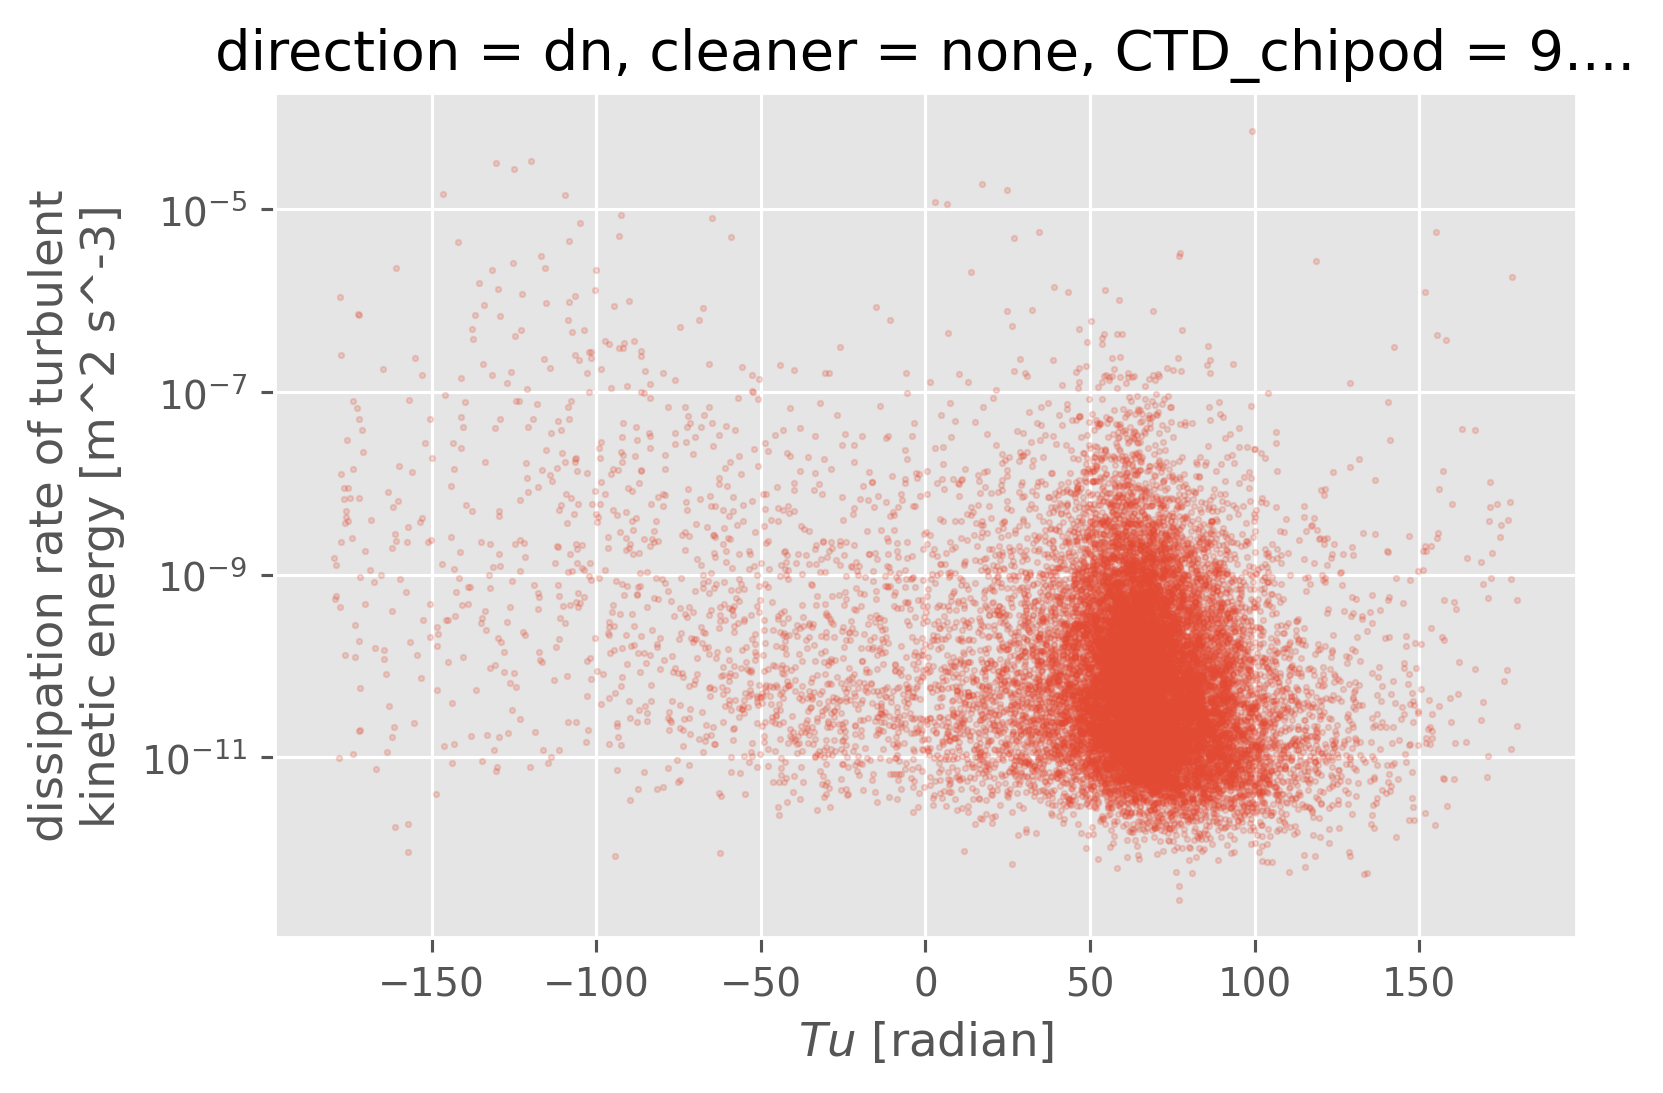 direction = dn, cleaner = none, CTD_chipod = 9....
dissipation rate of turbulent
kinetic energy [m^2 s^-3]
10⁻⁵
10⁻⁷
10⁻⁹
10⁻¹¹
−150 −100 −50 0 50 100 150
Tu [radian]